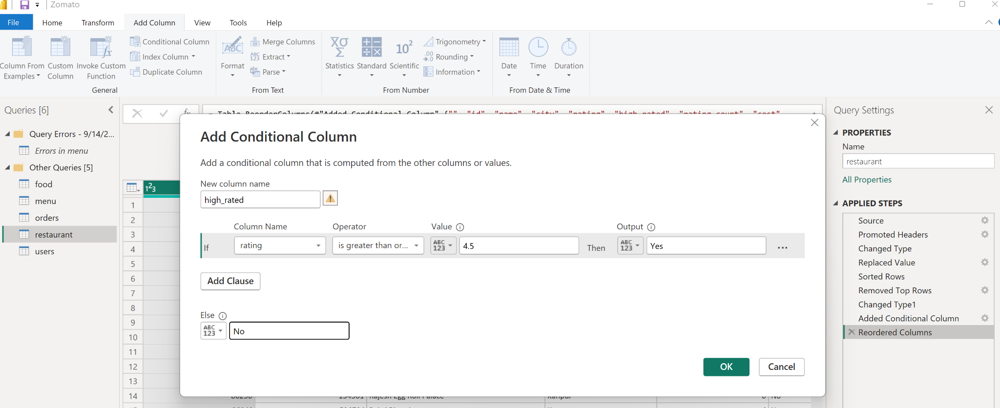 Zomato
File Home Transform Add Column View Tools Help
Column From Examples
Custom Column
Invoke Custom Function
Conditional Column
Index Column
Duplicate Column
General
Format
Merge Columns
Extract
Parse
From Text
Statistics
Standard
Scientific
Trigonometry
Rounding
Information
From Number
Date
Time
Duration
From Date & Time
Queries [6]
Query Errors - 9/14/2...
Errors in menu
Other Queries [5]
food
menu
orders
restaurant
users
= Table.ReorderColumns(#"Added Conditional Column",{"", "id", "name", "city", "rating", "high_rated", "rating_count", "cost",
Add Conditional Column
Add a conditional column that is computed from the other columns or values.
New column name
high_rated
Column Name Operator Value Output
If rating is greater than or... ABC 123 4.5 Then ABC 123 Yes ...
Add Clause
Else
ABC 123 No
OK Cancel
1 2 3
1
2
3
4
5
6
7
8
9
10
11
12
13
14
Query Settings
PROPERTIES
Name
restaurant
All Properties
APPLIED STEPS
Source
Promoted Headers
Changed Type
Replaced Value
Sorted Rows
Removed Top Rows
Changed Type1
Added Conditional Column
Reordered Columns